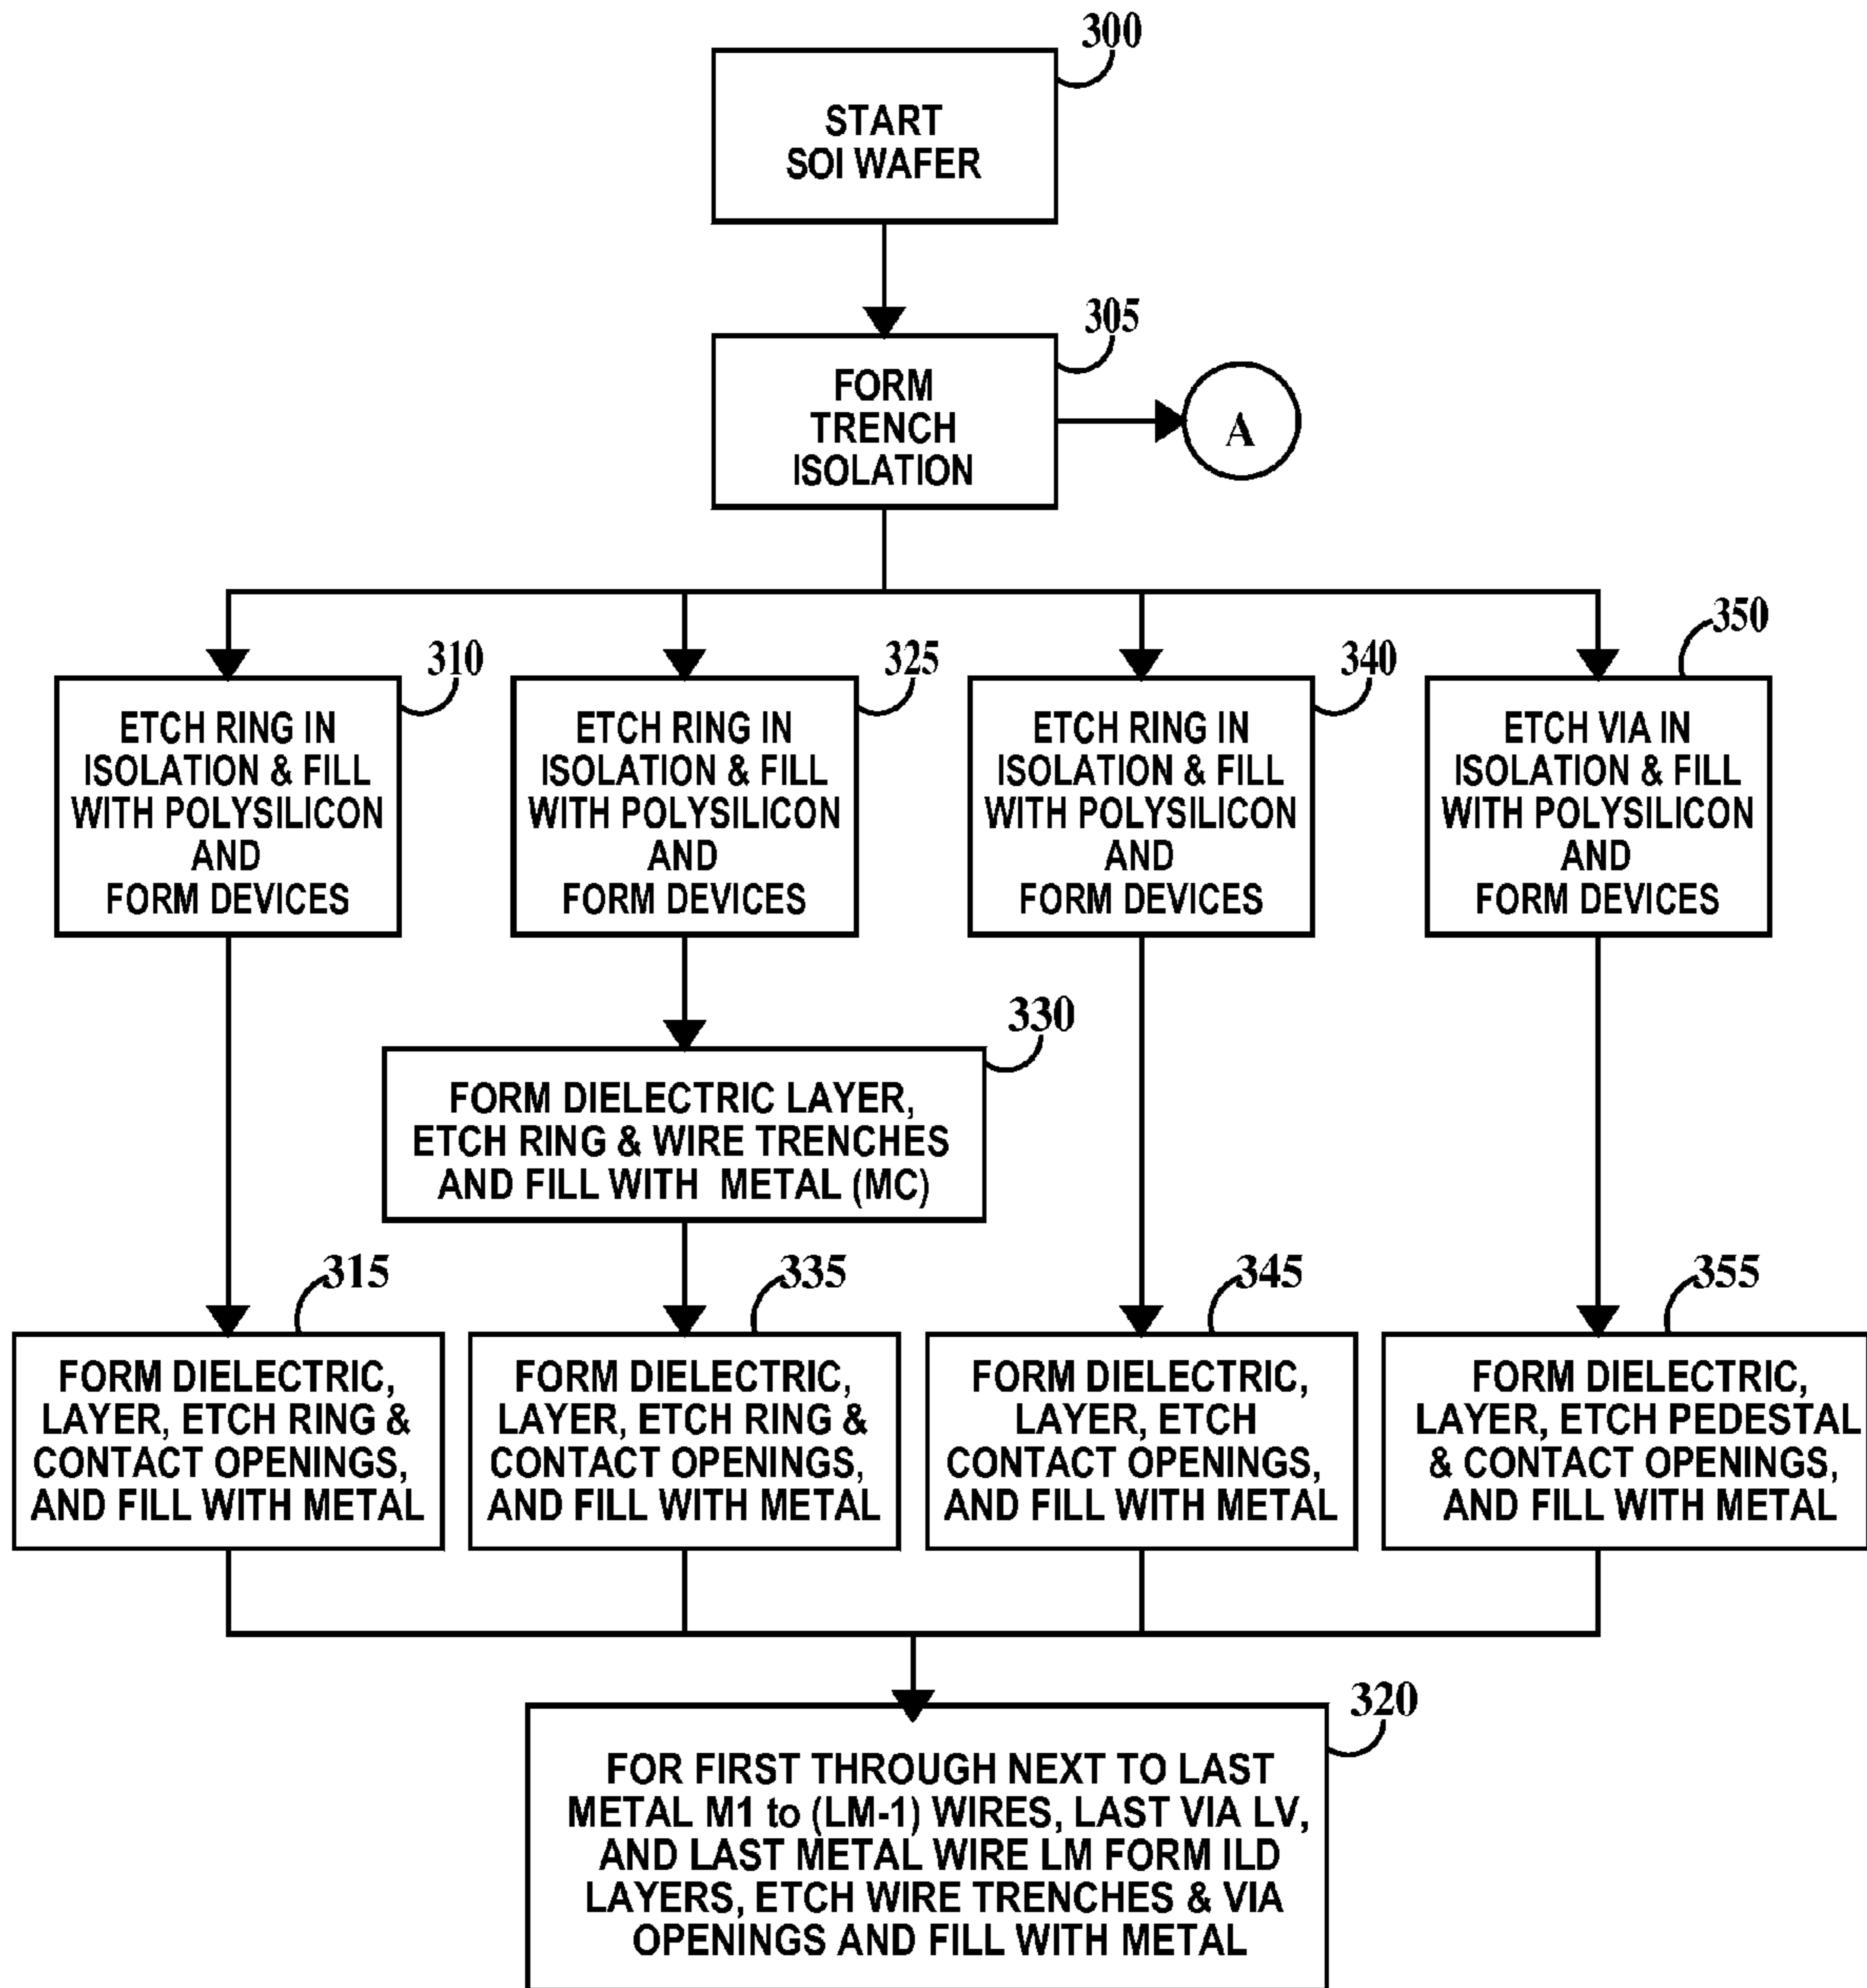 300
START
SOI WAFER
305
FORM
TRENCH
ISOLATION
A
310
ETCH RING IN
ISOLATION & FILL
WITH POLYSILICON
AND
FORM DEVICES
325
ETCH RING IN
ISOLATION & FILL
WITH POLYSILICON
AND
FORM DEVICES
340
ETCH RING IN
ISOLATION & FILL
WITH POLYSILICON
AND
FORM DEVICES
350
ETCH VIA IN
ISOLATION & FILL
WITH POLYSILICON
AND
FORM DEVICES
330
FORM DIELECTRIC LAYER,
ETCH RING & WIRE TRENCHES
AND FILL WITH METAL (MC)
315
FORM DIELECTRIC,
LAYER, ETCH RING &
CONTACT OPENINGS,
AND FILL WITH METAL
335
FORM DIELECTRIC,
LAYER, ETCH RING &
CONTACT OPENINGS,
AND FILL WITH METAL
345
FORM DIELECTRIC,
LAYER, ETCH
CONTACT OPENINGS,
AND FILL WITH METAL
355
FORM DIELECTRIC,
LAYER, ETCH PEDESTAL
& CONTACT OPENINGS,
AND FILL WITH METAL
320
FOR FIRST THROUGH NEXT TO LAST
METAL M1 to (LM-1) WIRES, LAST VIA LV,
AND LAST METAL WIRE LM FORM ILD
LAYERS, ETCH WIRE TRENCHES & VIA
OPENINGS AND FILL WITH METAL